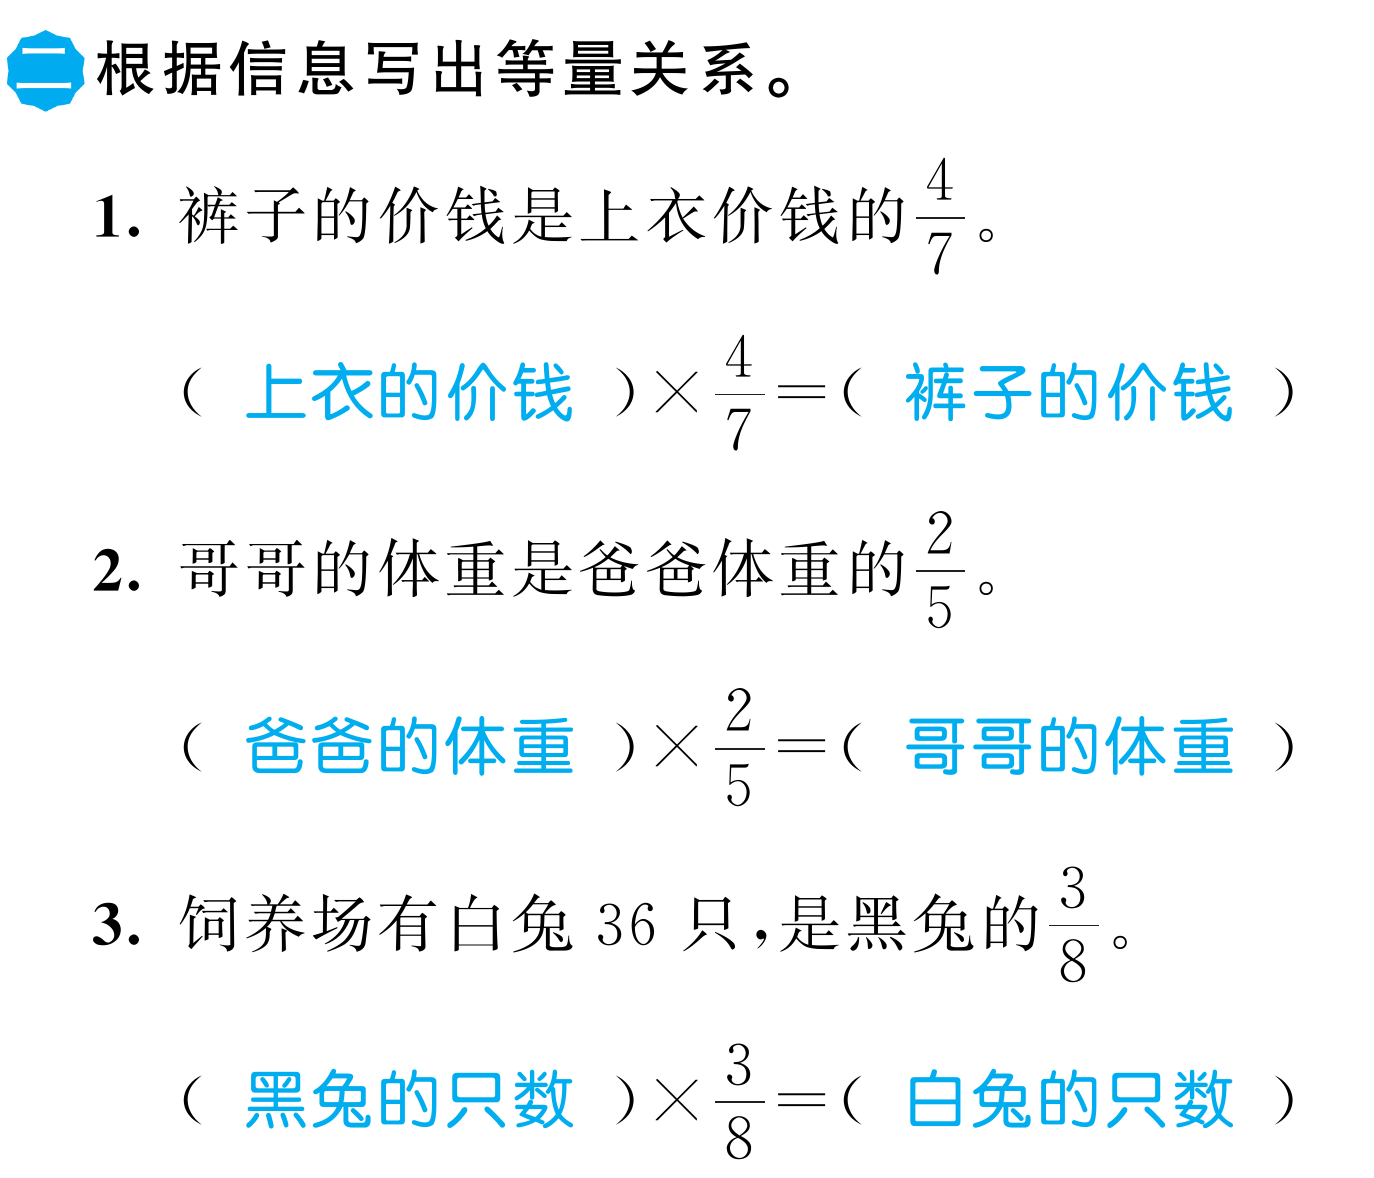 二 根据信息写出等量关系。
1. 裤子的价钱是上衣价钱的4/7。
( 上衣的价钱 )×4/7=( 裤子的价钱 )
2. 哥哥的体重是爸爸体重的2/5。
( 爸爸的体重 )×2/5=( 哥哥的体重 )
3. 饲养场有白兔 36 只,是黑兔的3/8。
( 黑兔的只数 )×3/8=( 白兔的只数 )